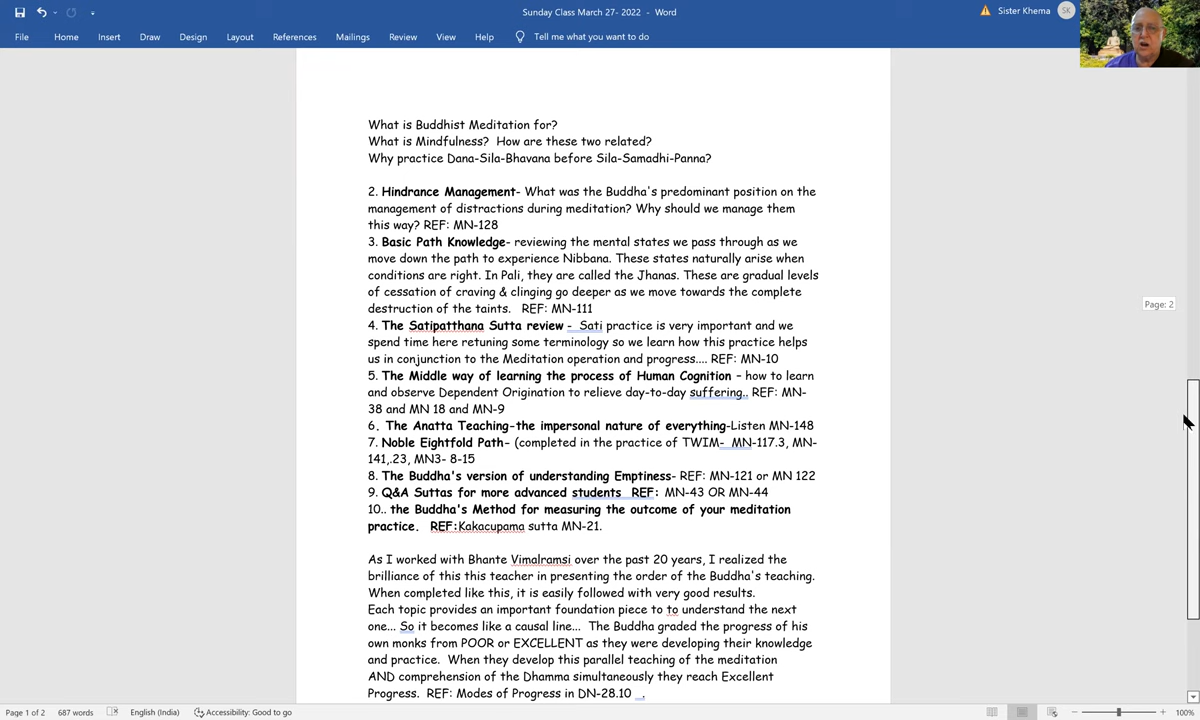 Sunday Class March 27- 2022 - Word
Sister Khema
SK
File Home Insert Draw Design Layout References Mailings Review View Help Tell me what you want to do
What is Buddhist Meditation for?
What is Mindfulness? How are these two related?
Why practice Dana-Sila-Bhavana before Sila-Samadhi-Panna?
2. Hindrance Management- What was the Buddha's predominant position on the
management of distractions during meditation? Why should we manage them
this way? REF: MN-128
3. Basic Path Knowledge- reviewing the mental states we pass through as we
move down the path to experience Nibbana. These states naturally arise when
conditions are right. In Pali, they are called the Jhanas. These are gradual levels
of cessation of craving & clinging go deeper as we move towards the complete
destruction of the taints. REF: MN-111
4. The Satipatthana Sutta review - Sati practice is very important and we
spend time here retuning some terminology so we learn how this practice helps
us in conjunction to the Meditation operation and progress.... REF: MN-10
5. The Middle way of learning the process of Human Cognition - how to learn
and observe Dependent Origination to relieve day-to-day suffering.. REF: MN-
38 and MN 18 and MN-9
6. The Anatta Teaching-the impersonal nature of everything-Listen MN-148
7. Noble Eightfold Path- (completed in the practice of TWIM- MN-117.3, MN-
141,.23, MN3- 8-15
8. The Buddha's version of understanding Emptiness- REF: MN-121 or MN 122
9. Q&A Suttas for more advanced students REF: MN-43 OR MN-44
10.. the Buddha's Method for measuring the outcome of your meditation
practice. REF:Kakacupama sutta MN-21.
As I worked with Bhante Vimalramsi over the past 20 years, I realized the
brilliance of this this teacher in presenting the order of the Buddha's teaching.
When completed like this, it is easily followed with very good results.
Each topic provides an important foundation piece to to understand the next
one... So it becomes like a causal line... The Buddha graded the progress of his
own monks from POOR or EXCELLENT as they were developing their knowledge
and practice. When they develop this parallel teaching of the meditation
AND comprehension of the Dhamma simultaneously they reach Excellent
Progress. REF: Modes of Progress in DN-28.10 .
Page: 2
Page 1 of 2 687 words English (India) Accessibility: Good to go 100%